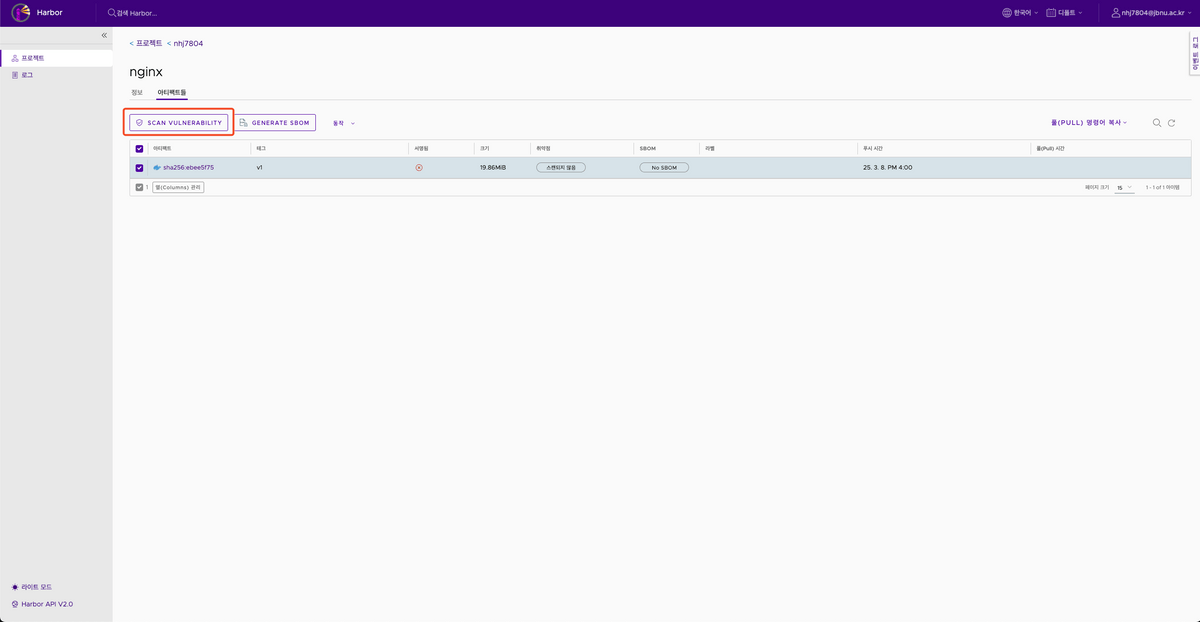 Harbor
검색 Harbor...
한국어
디폴트
nhj7804@jbnu.ac.kr
이벤트 로그
프로젝트
로그
< 프로젝트 < nhj7804
nginx
정보
아티팩트들
SCAN VULNERABILITY
GENERATE SBOM
동작
풀(PULL) 명령어 복사
아티팩트 태그 서명됨 크기 취약점 SBOM 라벨 푸시 시간 풀(Pull) 시간
sha256:ebee5f75 v1 19.86MiB 스캔되지 않음 No SBOM 25. 3. 8. PM 4:00
1 열(Columns) 관리
페이지 크기 15 1 - 1 of 1 아이템
라이트 모드
Harbor API V2.0